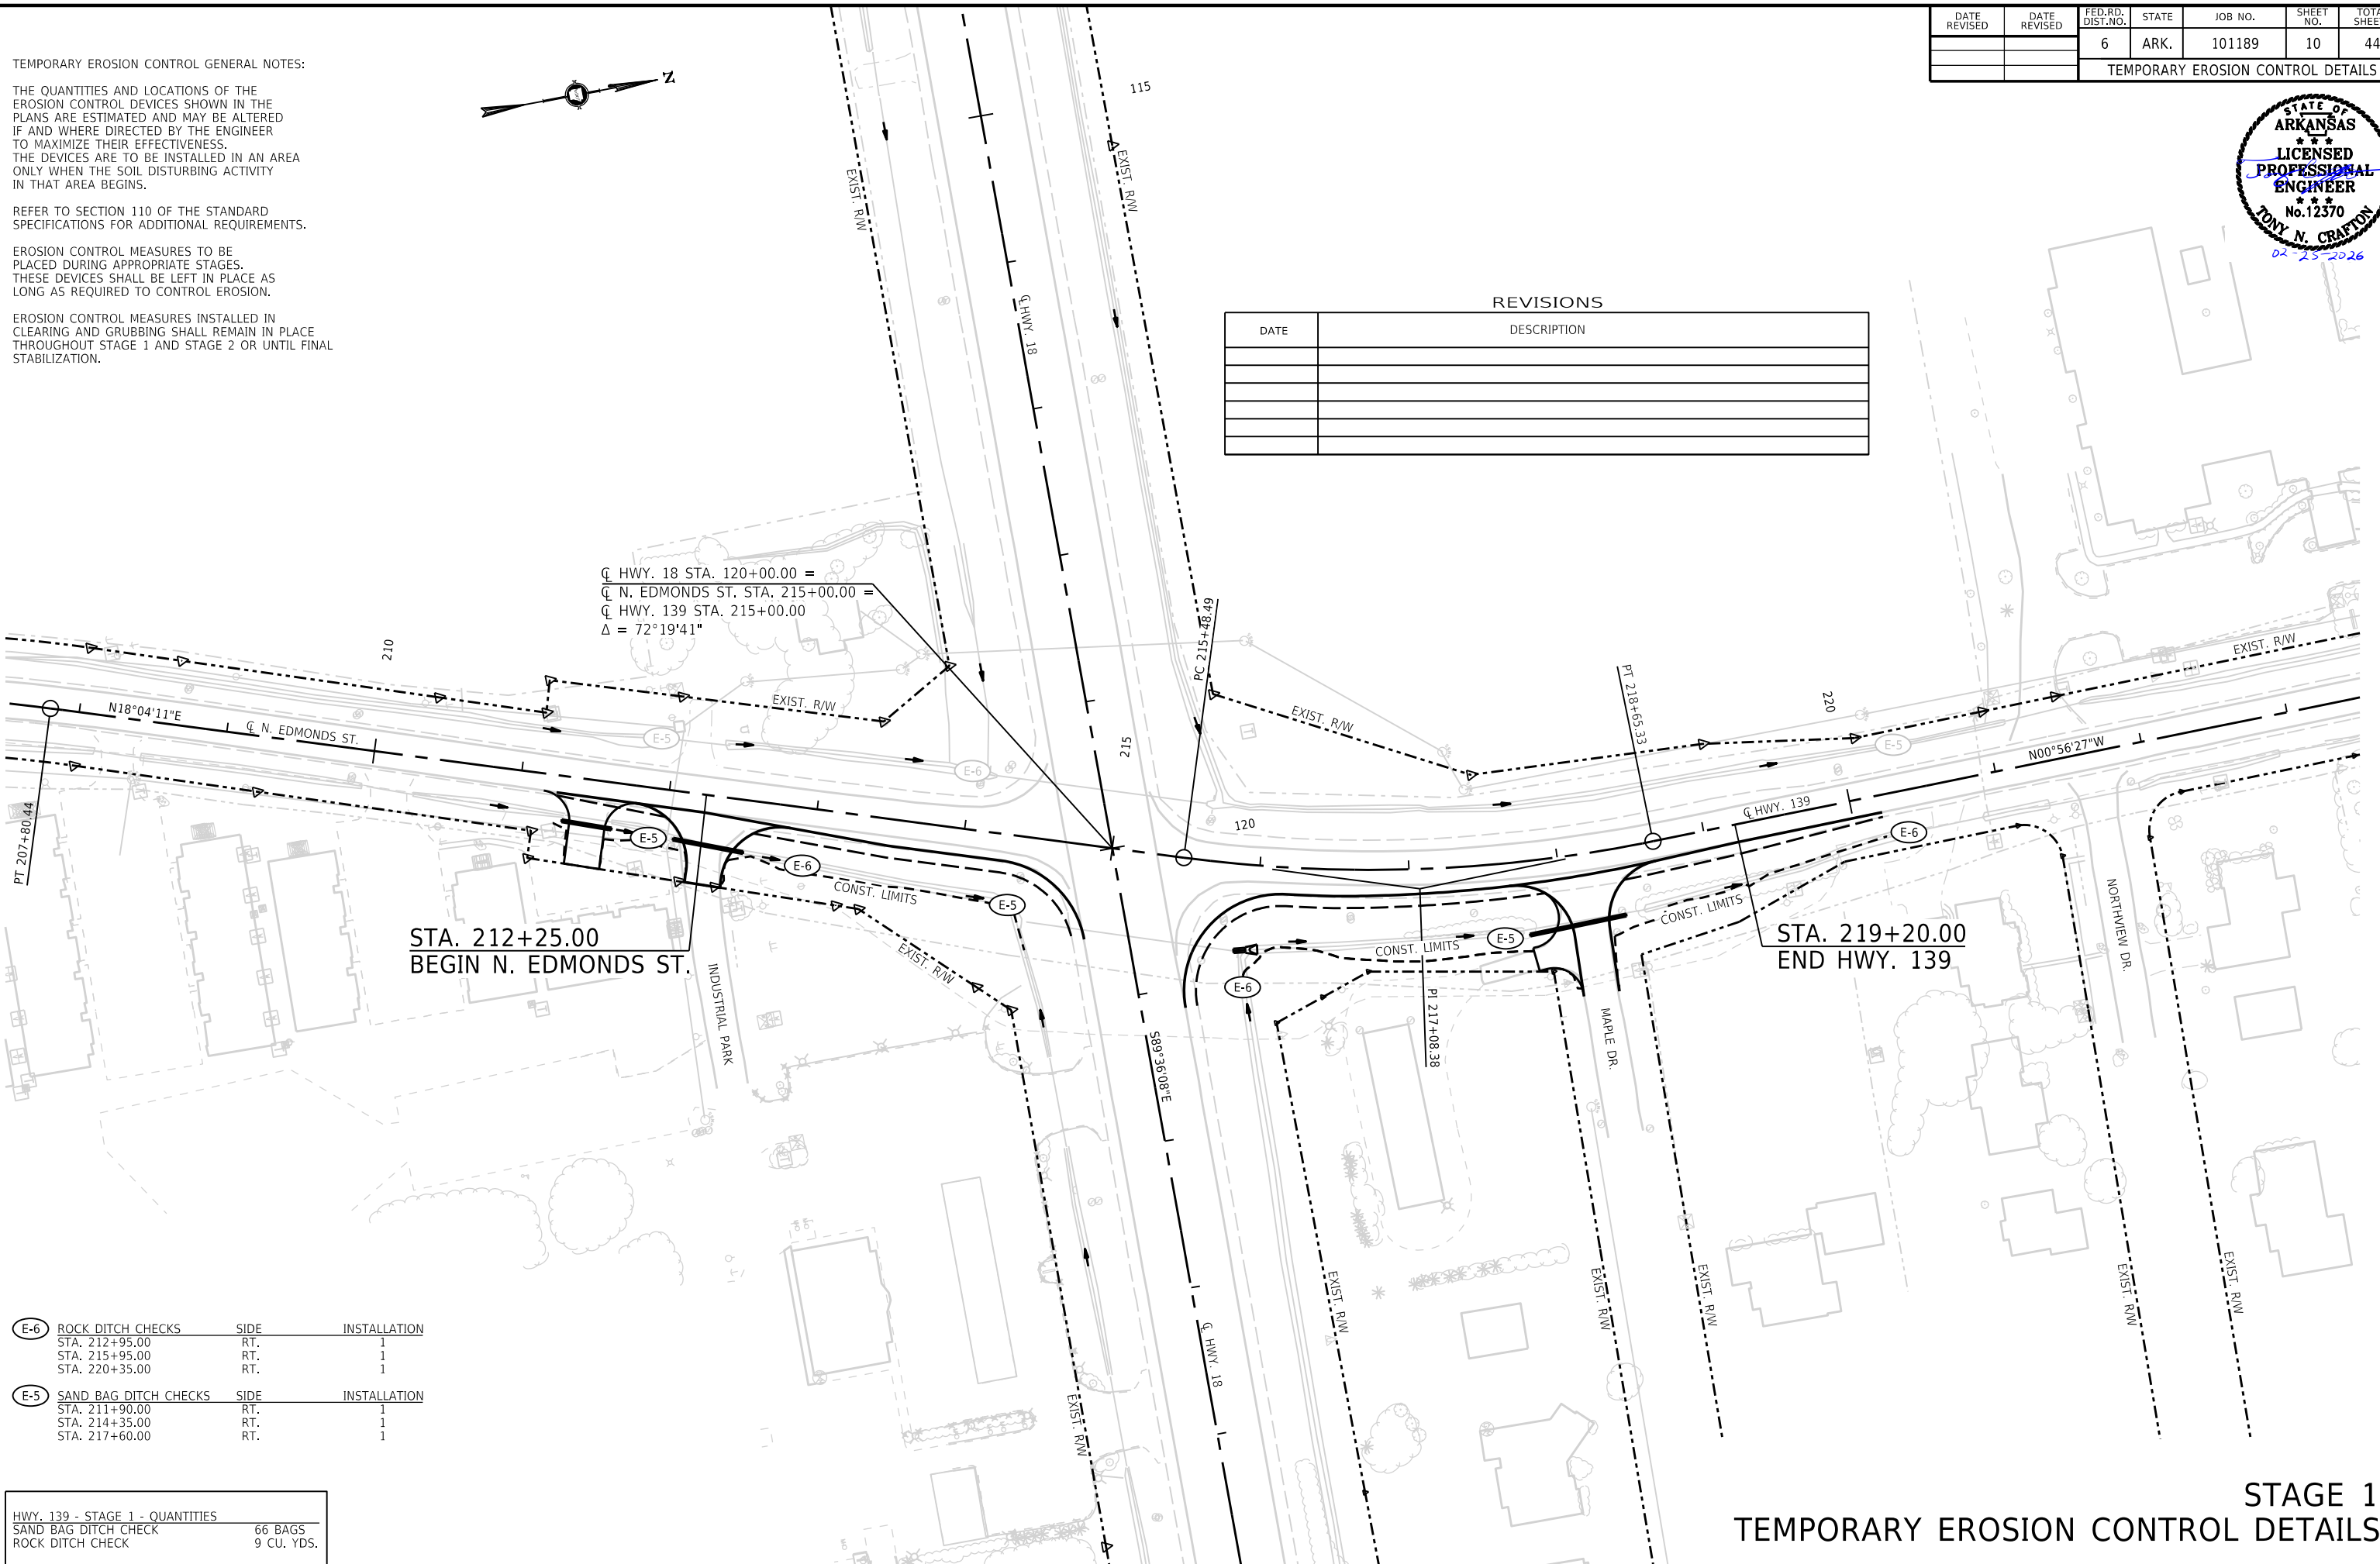 DATE REVISED
DATE REVISED
FED.RD. DIST.NO.
STATE
JOB NO.
SHEET NO.
6
ARK.
101189
10
44
TEMPORARY EROSION CONTROL DETAILS
STATE OF
ARKANSAS
★ ★ ★
LICENSED
PROFESSIONAL
ENGINEER
★ ★ ★
No.12370
TONY N. CRAFTON
02-25-2026
TEMPORARY EROSION CONTROL GENERAL NOTES:
THE QUANTITIES AND LOCATIONS OF THE
EROSION CONTROL DEVICES SHOWN IN THE
PLANS ARE ESTIMATED AND MAY BE ALTERED
IF AND WHERE DIRECTED BY THE ENGINEER
TO MAXIMIZE THEIR EFFECTIVENESS.
THE DEVICES ARE TO BE INSTALLED IN AN AREA
ONLY WHEN THE SOIL DISTURBING ACTIVITY
IN THAT AREA BEGINS.
REFER TO SECTION 110 OF THE STANDARD
SPECIFICATIONS FOR ADDITIONAL REQUIREMENTS.
EROSION CONTROL MEASURES TO BE
PLACED DURING APPROPRIATE STAGES.
THESE DEVICES SHALL BE LEFT IN PLACE AS
LONG AS REQUIRED TO CONTROL EROSION.
EROSION CONTROL MEASURES INSTALLED IN
CLEARING AND GRUBBING SHALL REMAIN IN PLACE
THROUGHOUT STAGE 1 AND STAGE 2 OR UNTIL FINAL
STABILIZATION.
N
115
EXIST. R/W
EXIST. R/W
℄ HWY. 18
REVISIONS
DATE DESCRIPTION
℄ HWY. 18 STA. 120+00.00 =
℄ N. EDMONDS ST. STA. 215+00.00 =
℄ HWY. 139 STA. 215+00.00
Δ = 72°19'41"
210
PC 215+48.49
PT 218+65.33
220
EXIST. R/W
EXIST. R/W
EXIST. R/W
N18°04'11"E
℄ N. EDMONDS ST.
E-5
E-6
215
E-5
N00°56'27"W
PT 207+80.44
120
℄ HWY. 139
E-5
E-6
E-6
CONST. LIMITS
E-5
CONST. LIMITS
E-5
CONST. LIMITS
NORTHVIEW DR.
STA. 212+25.00
BEGIN N. EDMONDS ST.
EXIST. R/W
STA. 219+20.00
END HWY. 139
E-6
INDUSTRIAL PARK
PI 217+08.38
MAPLE DR.
S89°36'08"E
EXIST. R/W
EXIST. R/W
EXIST. R/W
EXIST. R/W
EXIST. R/W
℄ HWY. 18
EXIST. R/W
E-6 ROCK DITCH CHECKS SIDE INSTALLATION
STA. 212+95.00 RT. 1
STA. 215+95.00 RT. 1
STA. 220+35.00 RT. 1
E-5 SAND BAG DITCH CHECKS SIDE INSTALLATION
STA. 211+90.00 RT. 1
STA. 214+35.00 RT. 1
STA. 217+60.00 RT. 1
HWY. 139 - STAGE 1 - QUANTITIES
SAND BAG DITCH CHECK 66 BAGS
ROCK DITCH CHECK 9 CU. YDS.
STAGE 1
TEMPORARY EROSION CONTROL DETAILS